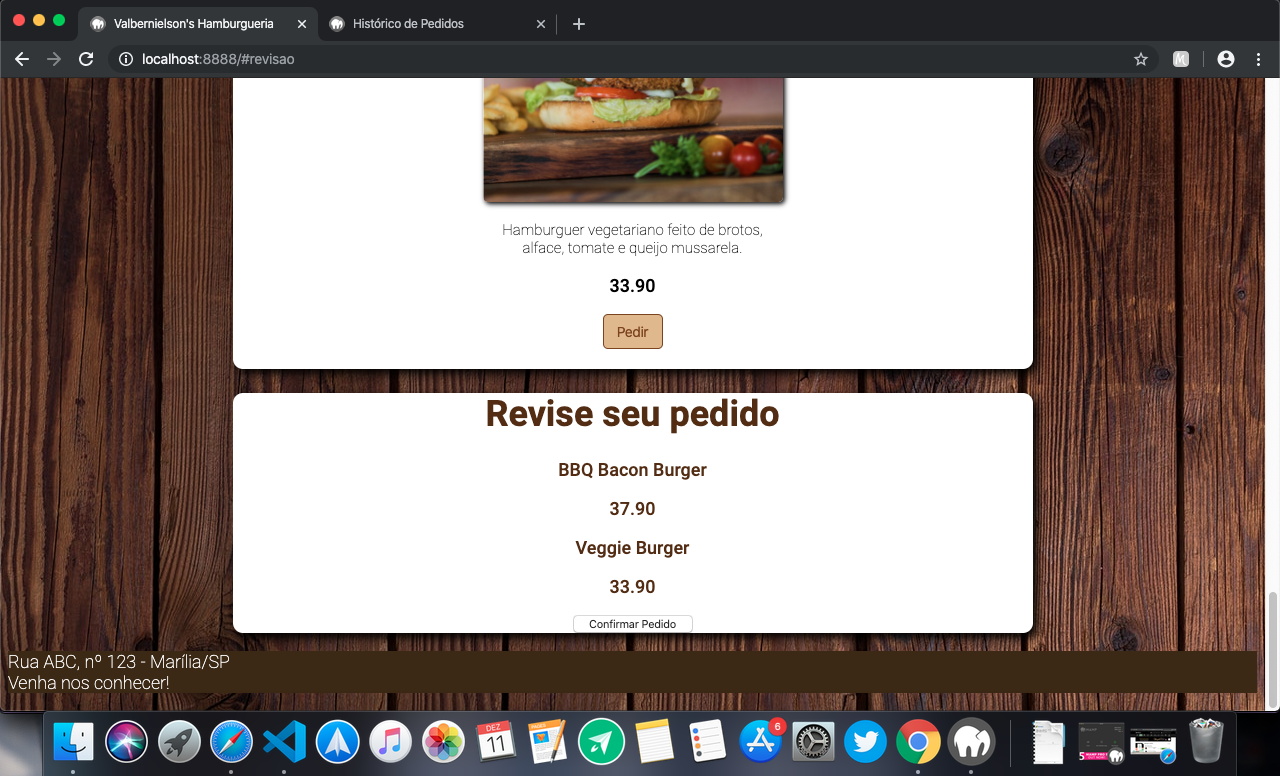 Valbernielson's Hamburgueria
Histórico de Pedidos
localhost:8888/#revisao
Hamburguer vegetariano feito de brotos,
alface, tomate e queijo mussarela.
33.90
Pedir
Revise seu pedido
BBQ Bacon Burger
37.90
Veggie Burger
33.90
Confirmar Pedido
Rua ABC, nº 123 - Marília/SP
Venha nos conhecer!
DEZ
11
PAGES
6